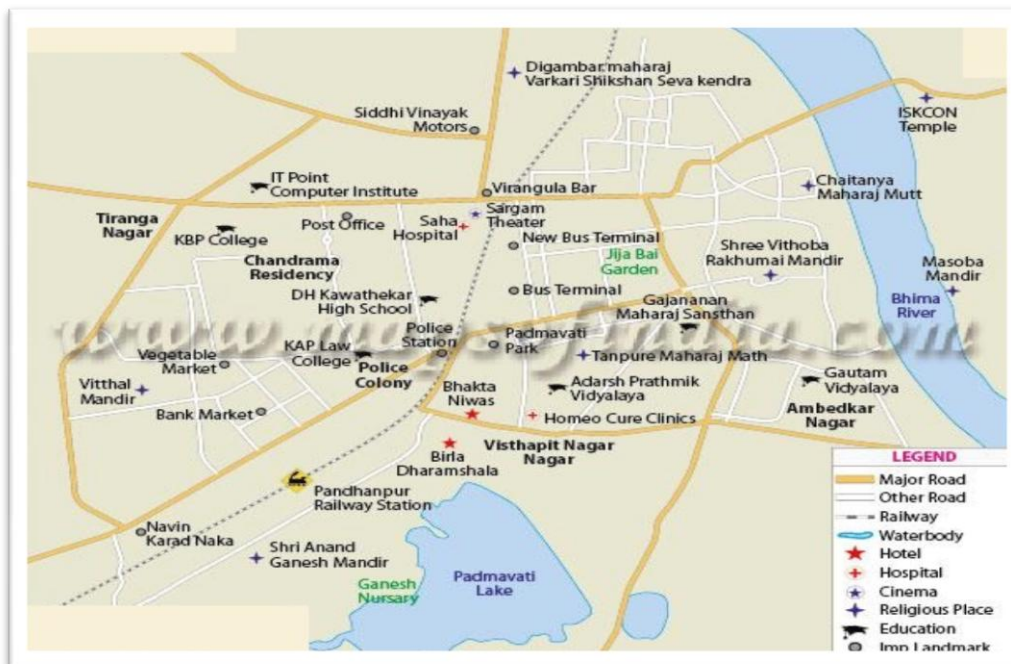 Digambar maharaj
Varkari Shikshan Seva kendra
Siddhi Vinayak
Motors
ISKCON
Temple
IT Point
Computer Institute
Virangula Bar
Chaitanya
Maharaj Mutt
Tiranga
Nagar
KBP College
Post Office
Saha
Hospital
Sargam
Theater
New Bus Terminal
Jija Bai
Garden
Shree Vithoba
Rakhumai Mandir
Masoba
Mandir
Chandrama
Residency
DH Kawathekar
High School
Bus Terminal
Gajananan
Maharaj Sansthan
Bhima
River
www.mapsofindia.com
Vegetable
Market
KAP Law
College
Police
Station
Police
Colony
Padmavati
Park
Tanpure Maharaj Math
Vitthal
Mandir
Bank Market
Bhakta
Niwas
Adarsh Prathmik
Vidyalaya
Gautam
Vidyalaya
Homeo Cure Clinics
Ambedkar
Nagar
Birla
Dharamshala
Visthapit Nagar
Nagar
Pandhanpur
Railway Station
Navin
Karad Naka
Shri Anand
Ganesh Mandir
Ganesh
Nursary
Padmavati
Lake
LEGEND
Major Road
Other Road
Railway
Waterbody
Hotel
Hospital
Cinema
Religious Place
Education
Imp Landmark